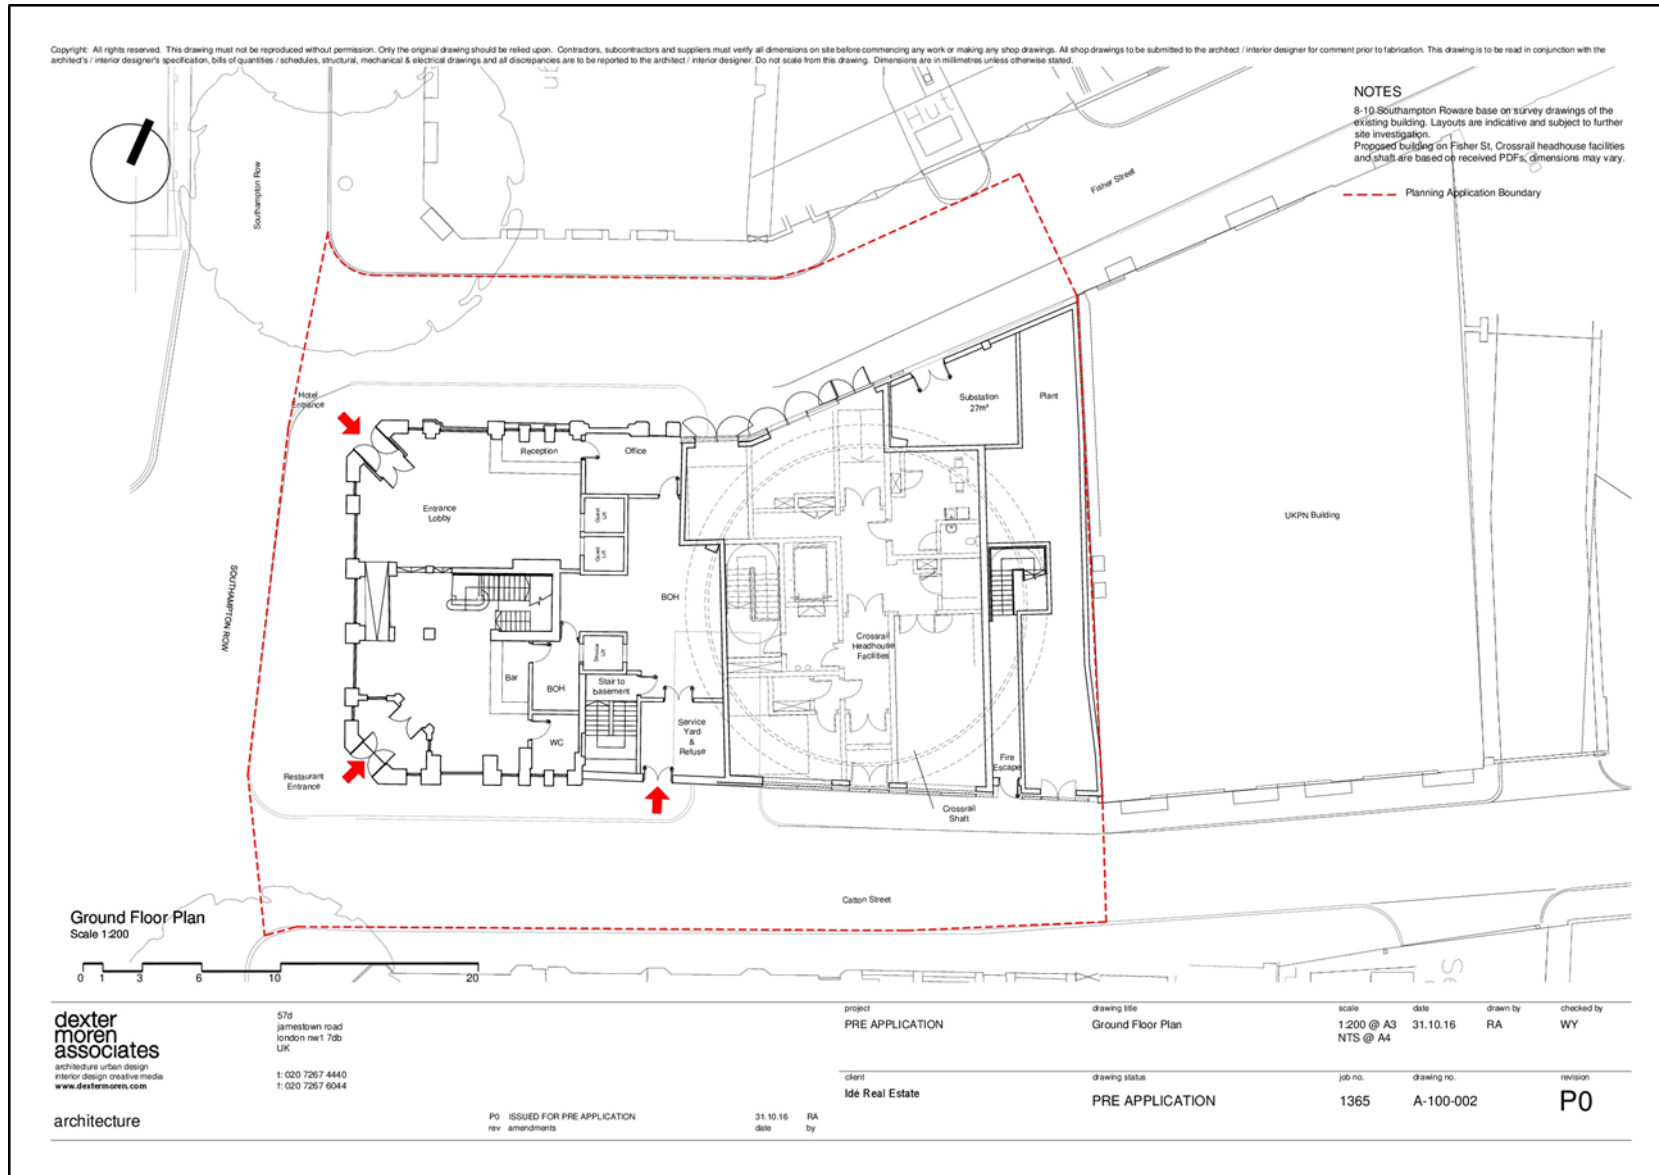 Copyright: All rights reserved. This drawing must not be reproduced without permission. Only the original drawing should be relied upon. Contractors, subcontractors and suppliers must verify all dimensions on site before commencing any work or making any shop drawings. All shop drawings to be submitted to the architect / interior designer for comment prior to fabrication. This drawing is to be read in conjunction with the
architect's / interior designer's specification, bills of quantities / schedules, structural, mechanical & electrical drawings and all discrepancies are to be reported to the architect / interior designer. Do not scale from this drawing. Dimensions are in millimetres unless otherwise stated.
NOTES
8-10 Southampton Roware base on survey drawings of the
existing building. Layouts are indicative and subject to further
site investigation.
Proposed building on Fisher St, Crossrail headhouse facilities
and shaft are based on received PDFs, dimensions may vary.
Planning Application Boundary
Hut
Southampton Row
Fisher Street
Hotel
Entrance
Substation
27m²
Plant
Reception
Office
Entrance
Lobby
Guest
Lift
Guest
Lift
UKPN Building
SOUTHAMPTON ROW
BOH
Crossrail
Headhouse
Facilities
Service
Lift
Bar
BOH
Stair to
basement
Service
Yard
&
Refuse
WC
Fire
Escape
Restaurant
Entrance
Crossrail
Shaft
Catton Street
Ground Floor Plan
Scale 1:200
0 1 3 6 10 20
dexter
moren
associates
architecture urban design
interior design creative media
www.dextermoren.com
architecture
57d
jamestown road
london nw1 7db
UK
t: 020 7267 4440
f: 020 7267 6044
P0 ISSUED FOR PRE APPLICATION 31.10.16 RA
rev amendments date by
project
PRE APPLICATION
drawing title
Ground Floor Plan
scale
1:200 @ A3
NTS @ A4
date
31.10.16
drawn by
RA
checked by
WY
client
Idé Real Estate
drawing status
PRE APPLICATION
job no.
1365
drawing no.
A-100-002
revision
P0